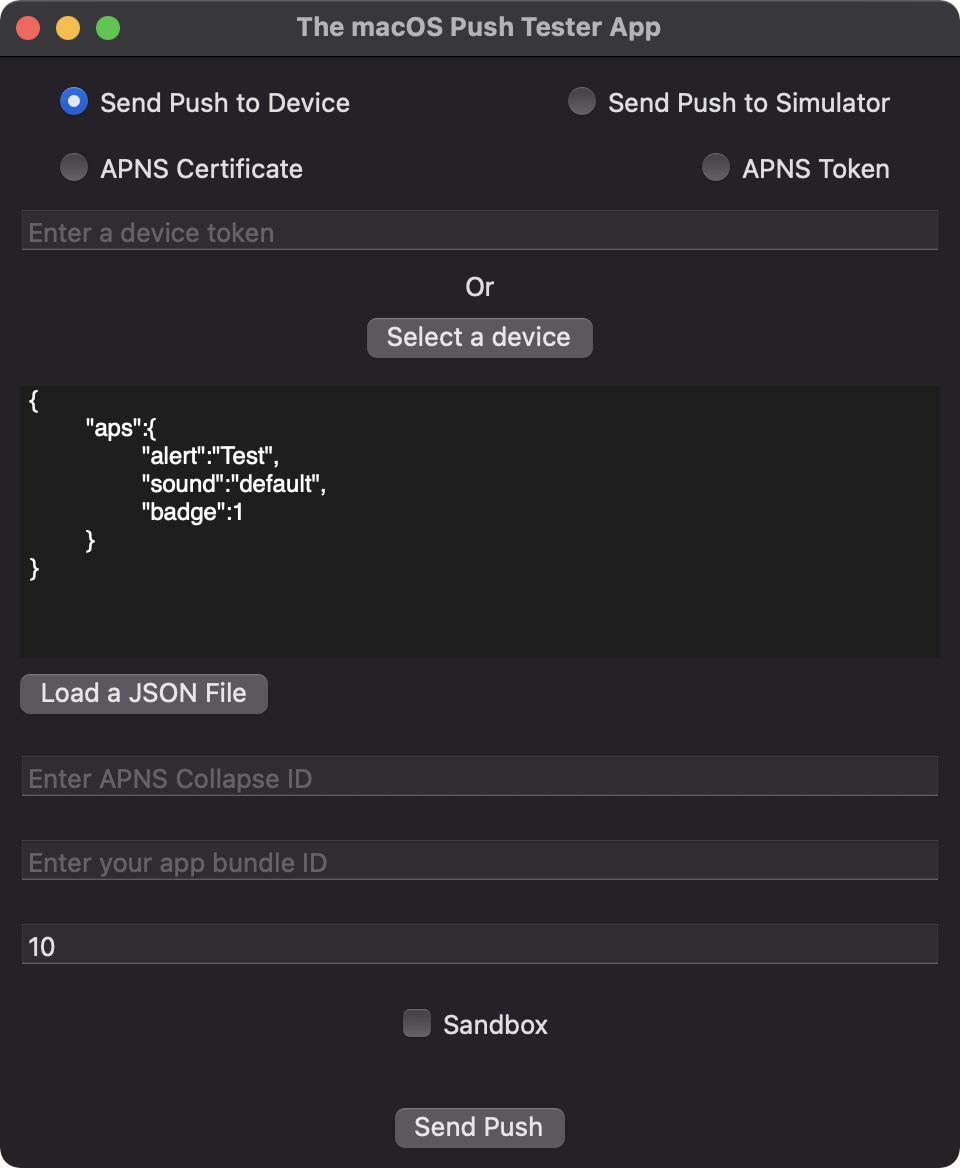 The macOS Push Tester App
Send Push to Device
Send Push to Simulator
APNS Certificate
APNS Token
Enter a device token
Or
Select a device
{
"aps":{
"alert":"Test",
"sound":"default",
"badge":1
}
}
Load a JSON File
Enter APNS Collapse ID
Enter your app bundle ID
10
Sandbox
Send Push